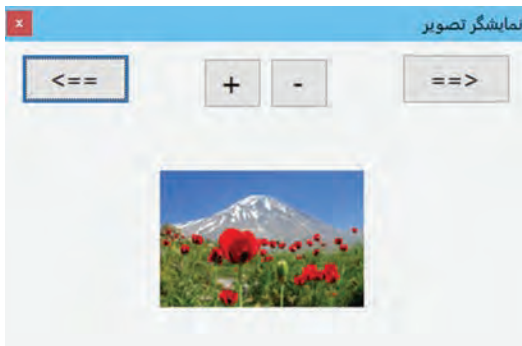 نمایشگر تصویر
x
<==
+
-
==>